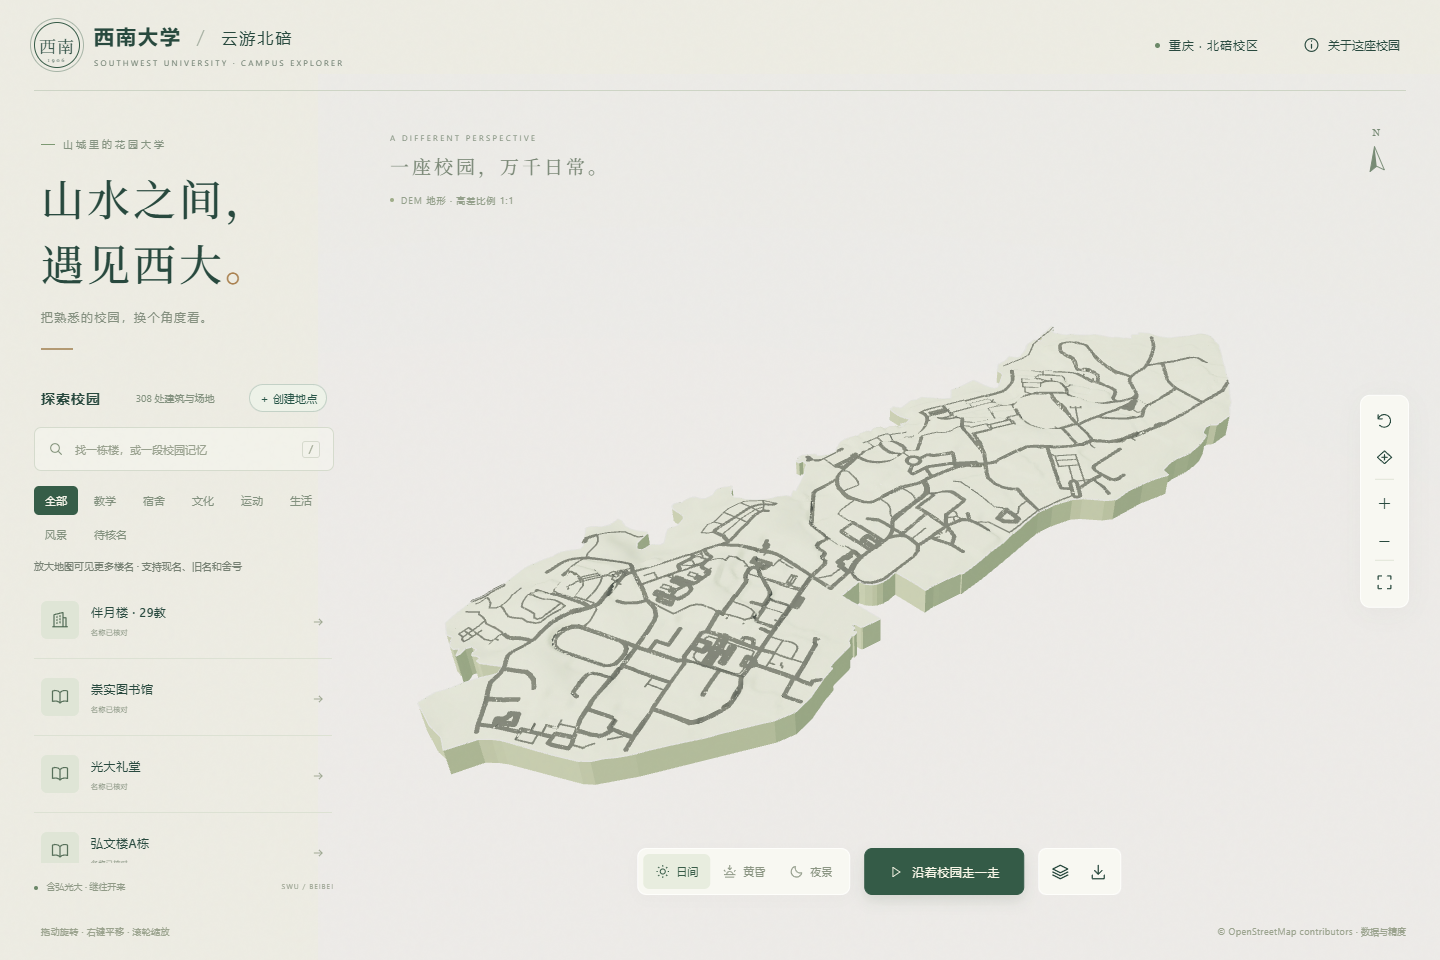 西南
1906
西南大学 / 云游北碚
SOUTHWEST UNIVERSITY · CAMPUS EXPLORER
重庆 · 北碚校区
关于这座校园
山城里的花园大学
山水之间，
遇见西大。
把熟悉的校园，换个角度看。
探索校园
308 处建筑与场地
+ 创建地点
找一栋楼，或一段校园记忆
/
全部 教学 宿舍 文化 运动 生活
风景 待核名
放大地图可见更多楼名 · 支持现名、旧名和舍号
伴月楼 · 29教
名称已核对
崇实图书馆
名称已核对
光大礼堂
名称已核对
弘文楼A栋
名称已核对
含弘光大 · 继往开来
SWU / BEIBEI
拖动旋转 · 右键平移 · 滚轮缩放
A DIFFERENT PERSPECTIVE
一座校园，万千日常。
DEM 地形 · 高差比例 1:1
N
日间 黄昏 夜景
沿着校园走一走
© OpenStreetMap contributors · 数据与精度